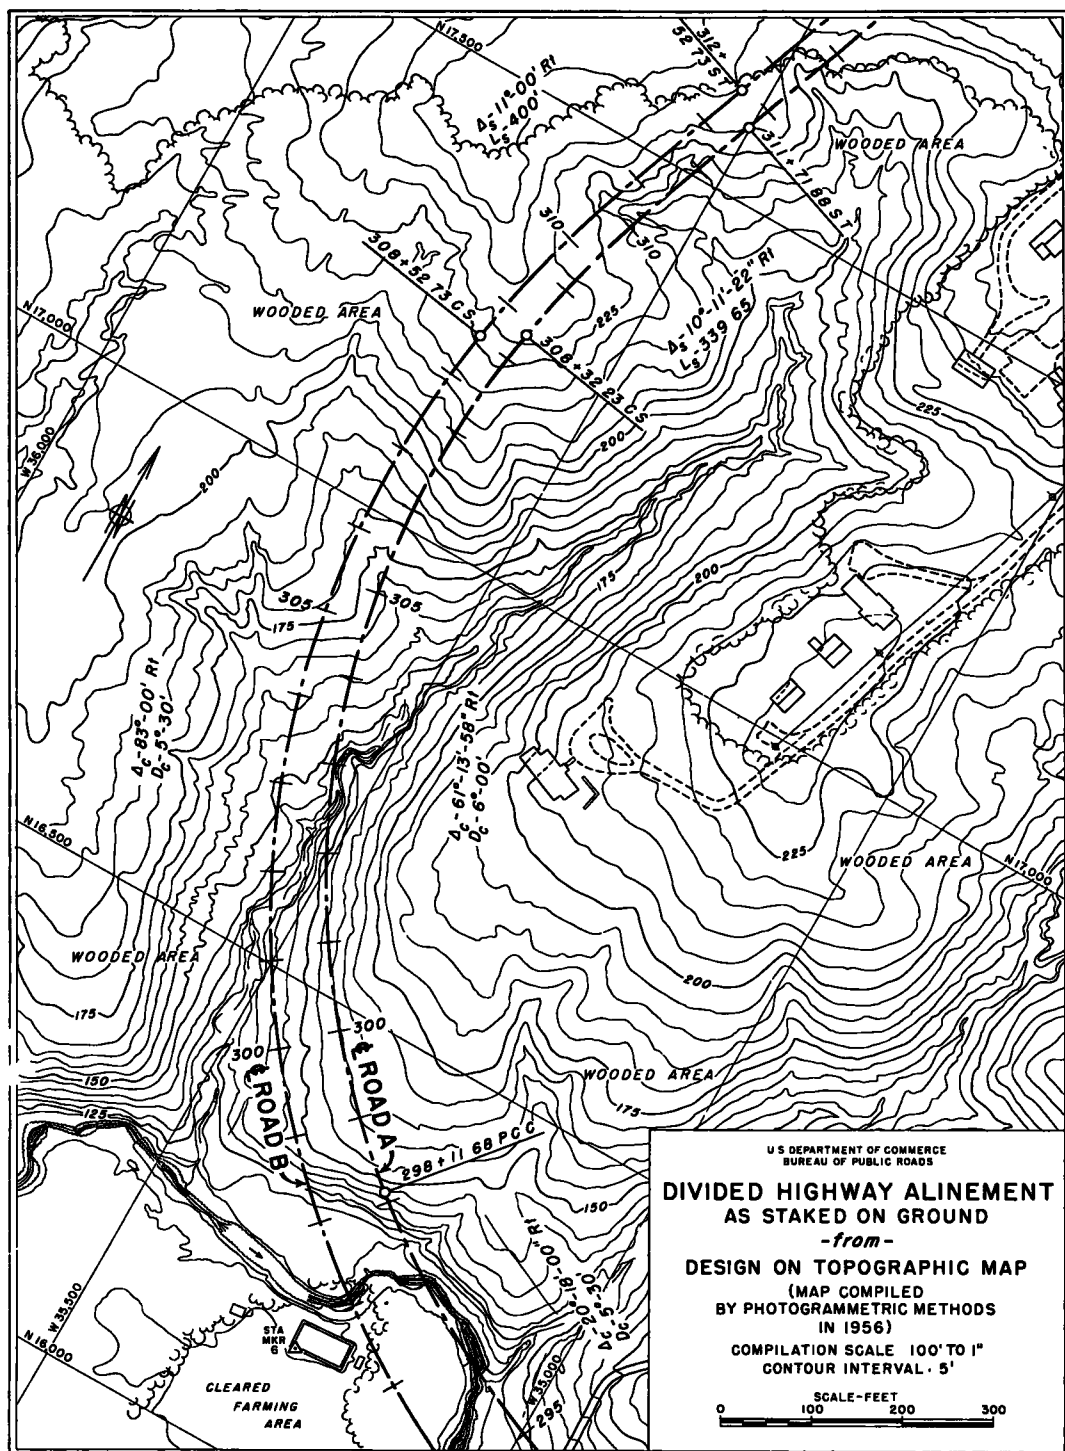 N 17,500
312+
52 73 S T
Δs-11°-00' Rt
Ls-400'
WOODED AREA
311+71 88 S T
310
310
308+52 73 C S
N 17,000
WOODED AREA
225
Δs-10°-11'-22" Rt
Ls-339 65
308+32 23 C S
225
W 36,000
200
200
175
200
305
305
175
Δc-83°-00' Rt
Dc-5°-30'
Δc-61°-13'-58" Rt
Dc-6°-00'
N 16,500
225
WOODED AREA
N 17,000
WOODED AREA
200
175
300
300
℄ ROAD A
℄ ROAD B
WOODED AREA
150
175
125
298+11 68 P C C
150
Δc-20°-18'-00" Rt
Dc-5°-30'
W 35,500
N 16,000
STA
MKR
6
W 35,000
295
CLEARED
FARMING
AREA
U S DEPARTMENT OF COMMERCE
BUREAU OF PUBLIC ROADS
DIVIDED HIGHWAY ALINEMENT
AS STAKED ON GROUND
-from-
DESIGN ON TOPOGRAPHIC MAP
(MAP COMPILED
BY PHOTOGRAMMETRIC METHODS
IN 1956)
COMPILATION SCALE 100' TO 1"
CONTOUR INTERVAL · 5'
SCALE-FEET
0 100 200 300